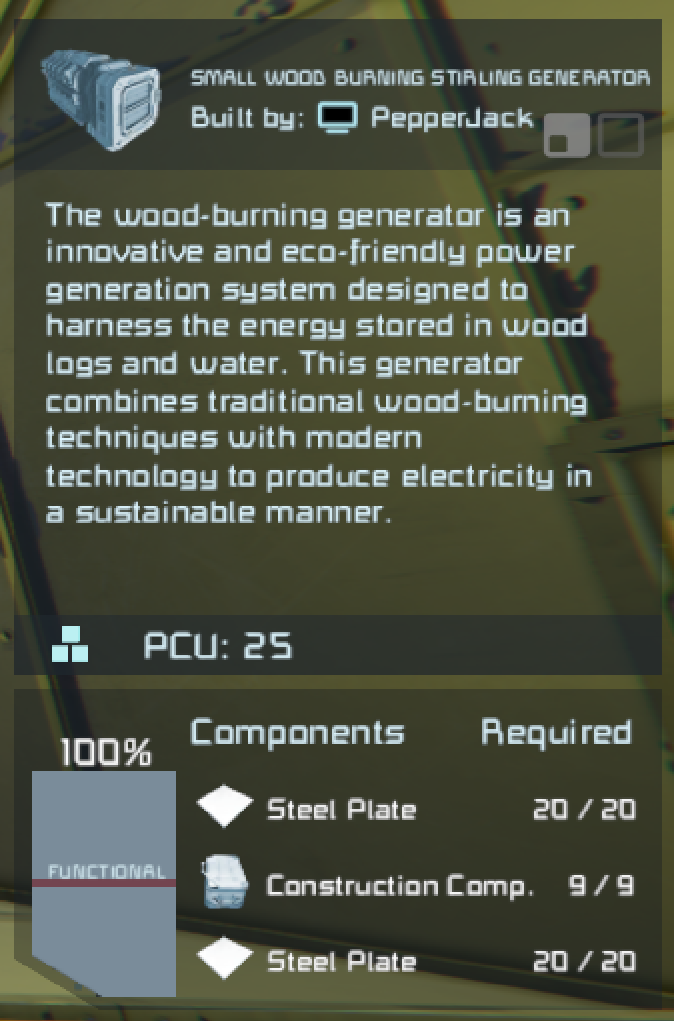 SMALL WOOD BURNING STIRLING GENERATOR
Built by: PepperJack
The wood-burning generator is an
innovative and eco-friendly power
generation system designed to
harness the energy stored in wood
logs and water. This generator
combines traditional wood-burning
techniques with modern
technology to produce electricity in
a sustainable manner.
PCU: 25
Components Required
100%
Steel Plate 20 / 20
FUNCTIONAL
Construction Comp. 9 / 9
Steel Plate 20 / 20